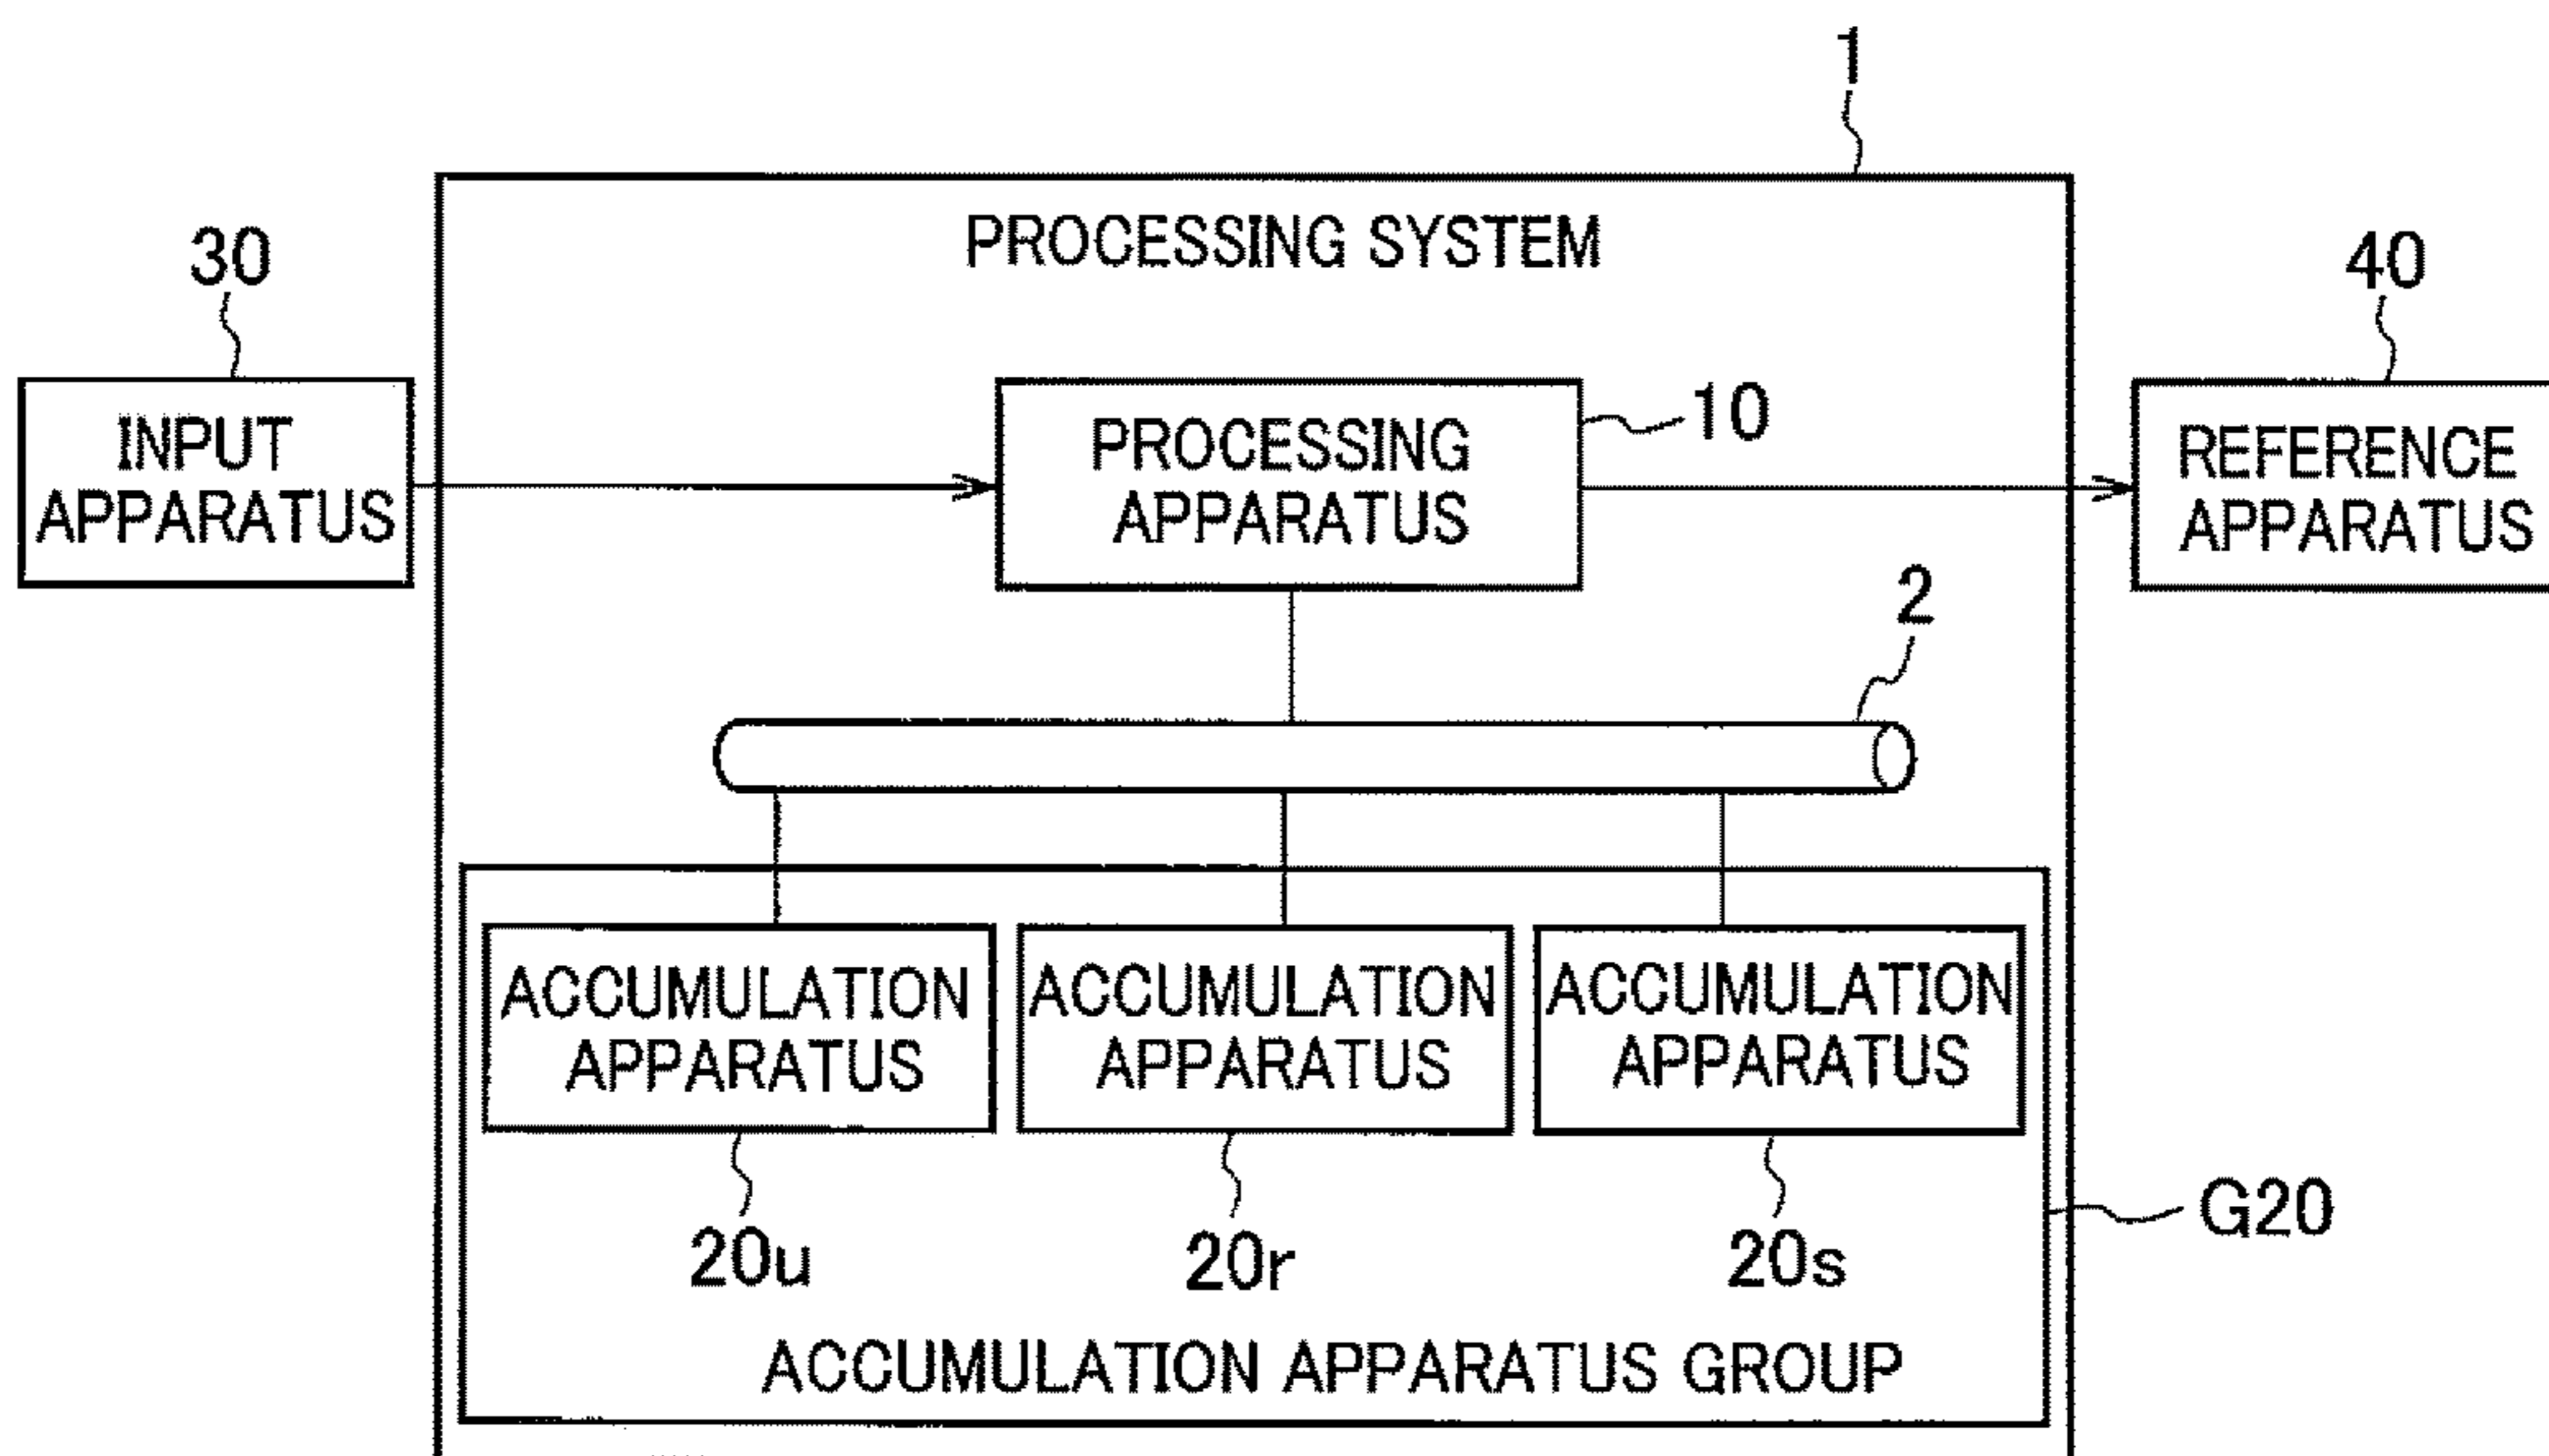 1
PROCESSING SYSTEM
30
40
INPUT
APPARATUS
PROCESSING
APPARATUS
10
REFERENCE
APPARATUS
2
ACCUMULATION
APPARATUS
ACCUMULATION
APPARATUS
ACCUMULATION
APPARATUS
20u
20r
20s
G20
ACCUMULATION APPARATUS GROUP